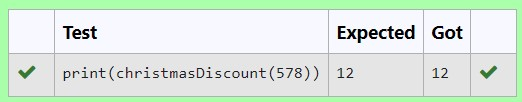 Test Expected Got
print(christmasDiscount(578)) 12 12